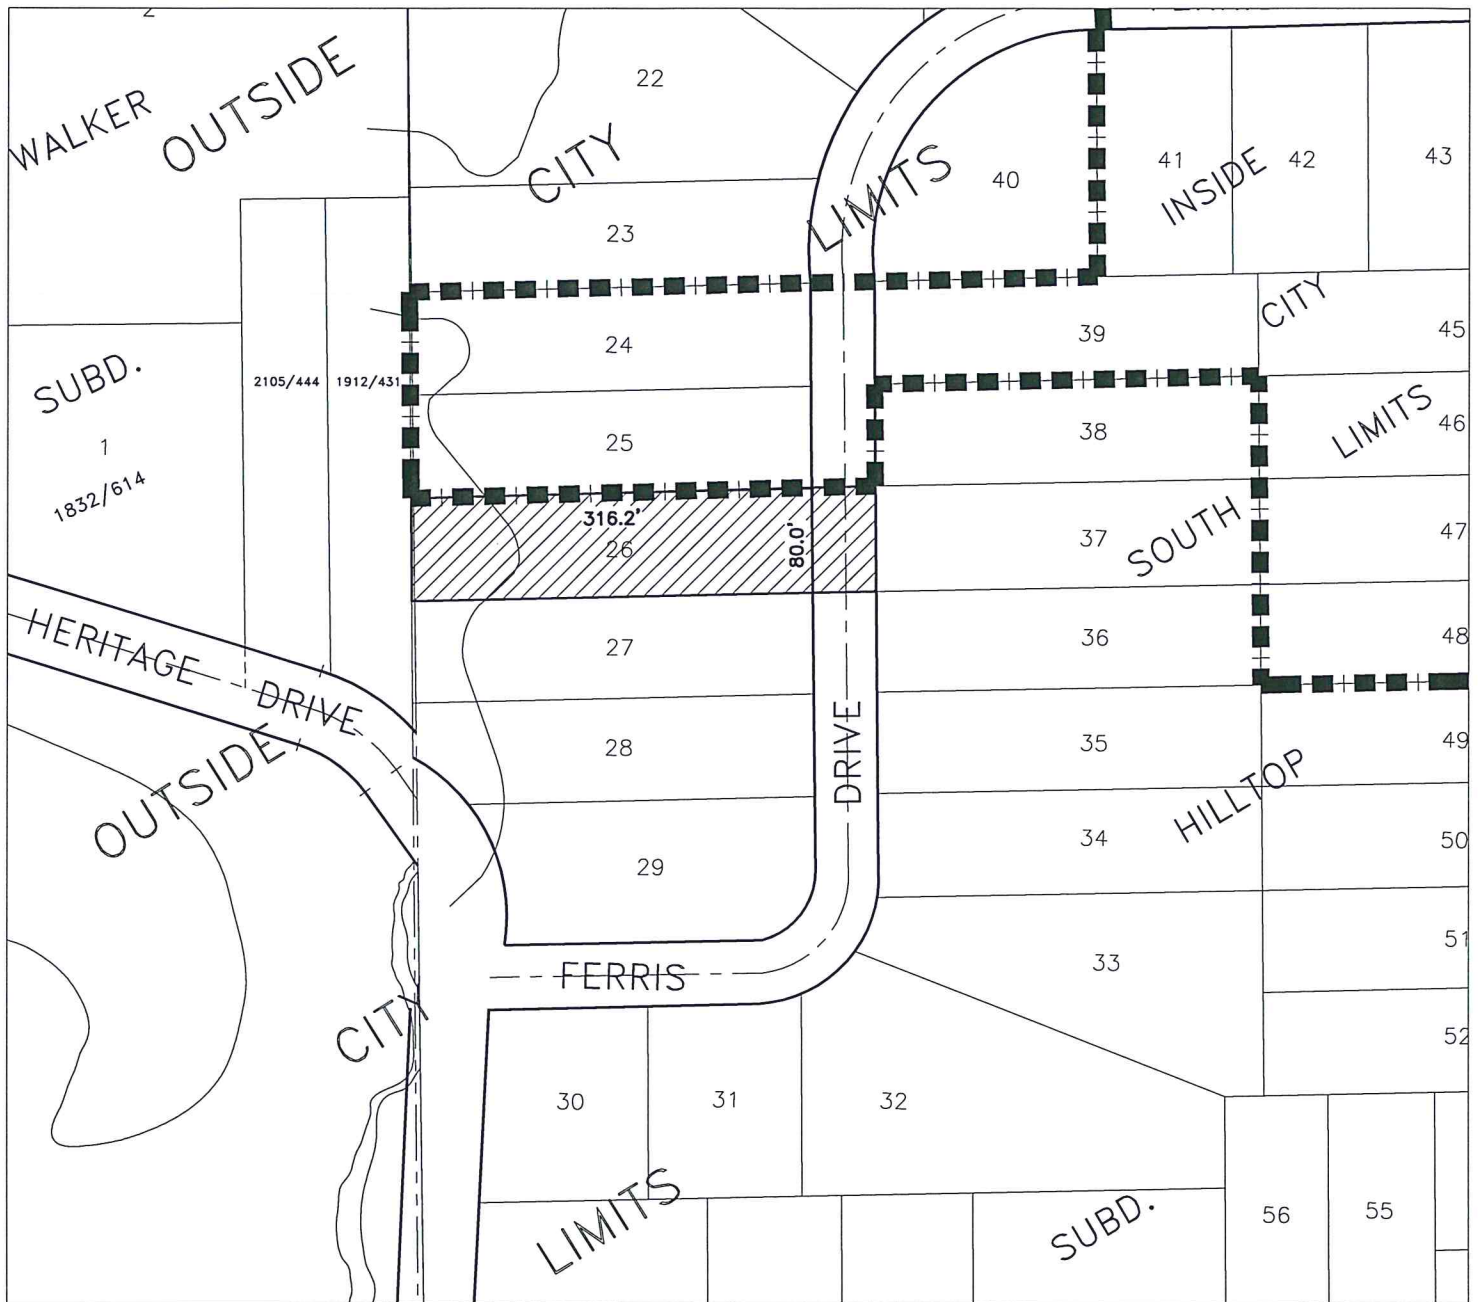 WALKER
OUTSIDE
CITY
LIMITS
INSIDE
22
23
40
41
42
43
24
39
CITY
45
SUBD.
1
1832/614
2105/444
1912/431
25
38
LIMITS
46
316.2'
26
80.0'
37
SOUTH
47
HERITAGE DRIVE
27
36
48
28
DRIVE
35
49
OUTSIDE
HILLTOP
29
34
50
FERRIS
33
51
CITY
52
30
31
32
LIMITS
SUBD.
56
55